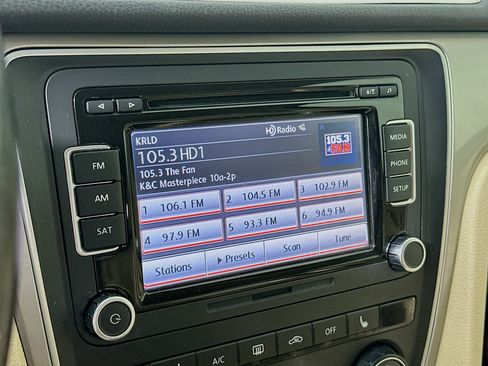 A/Σ
KRLD
HD Radio
105.3 HD1
105.3 The Fan
K&C Masterpiece 10a-2p
105.3
FAN
MEDIA
PHONE
SETUP
FM
AM
SAT
1 106.1 FM
2 104.5 FM
3 102.9 FM
4 97.9 FM
5 93.3 FM
6 94.9 FM
Stations
Presets
Scan
Tune
A/C
OFF